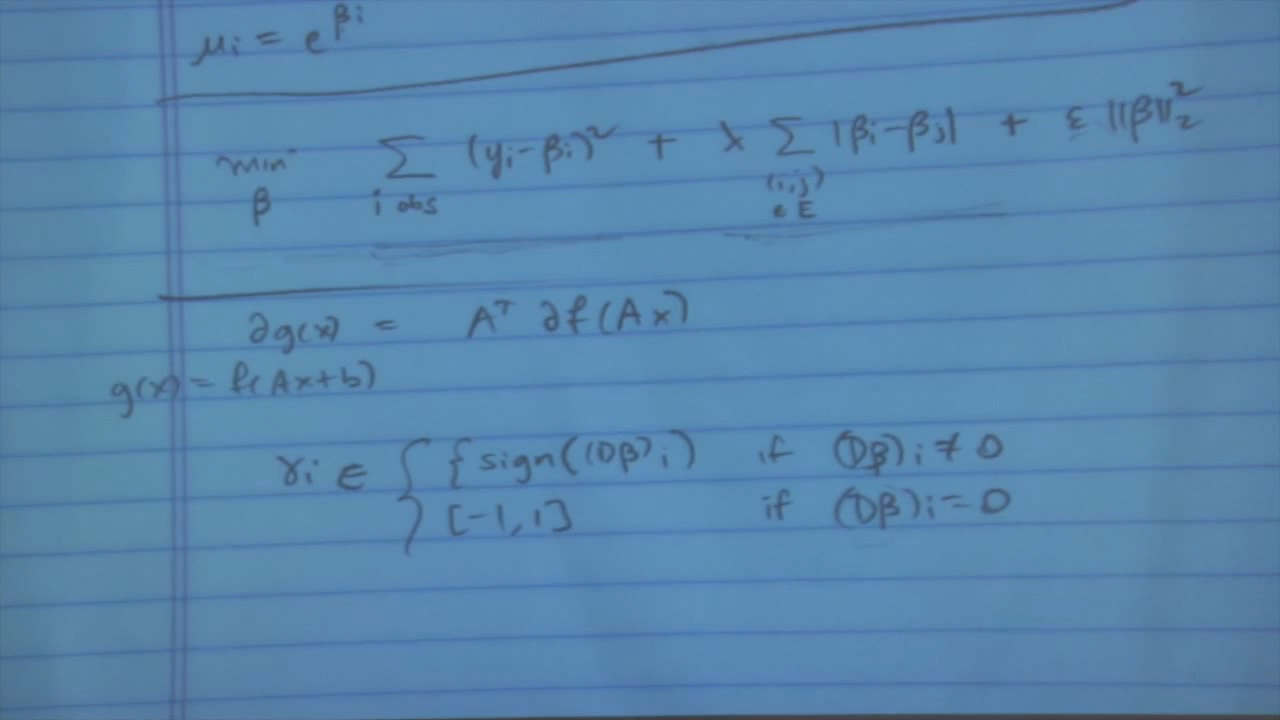 μi = e^βi
min Σ (yi - βi)² + λ Σ |βi - βj| + ε ||β||₂²
β i obs (i,j) ∈ E
∂g(x) = Aᵀ ∂f(Ax)
g(x) = f(Ax+b)
γi ∈ { { sign((Dβ)i) if (Dβ)i ≠ 0
[-1, 1] if (Dβ)i = 0